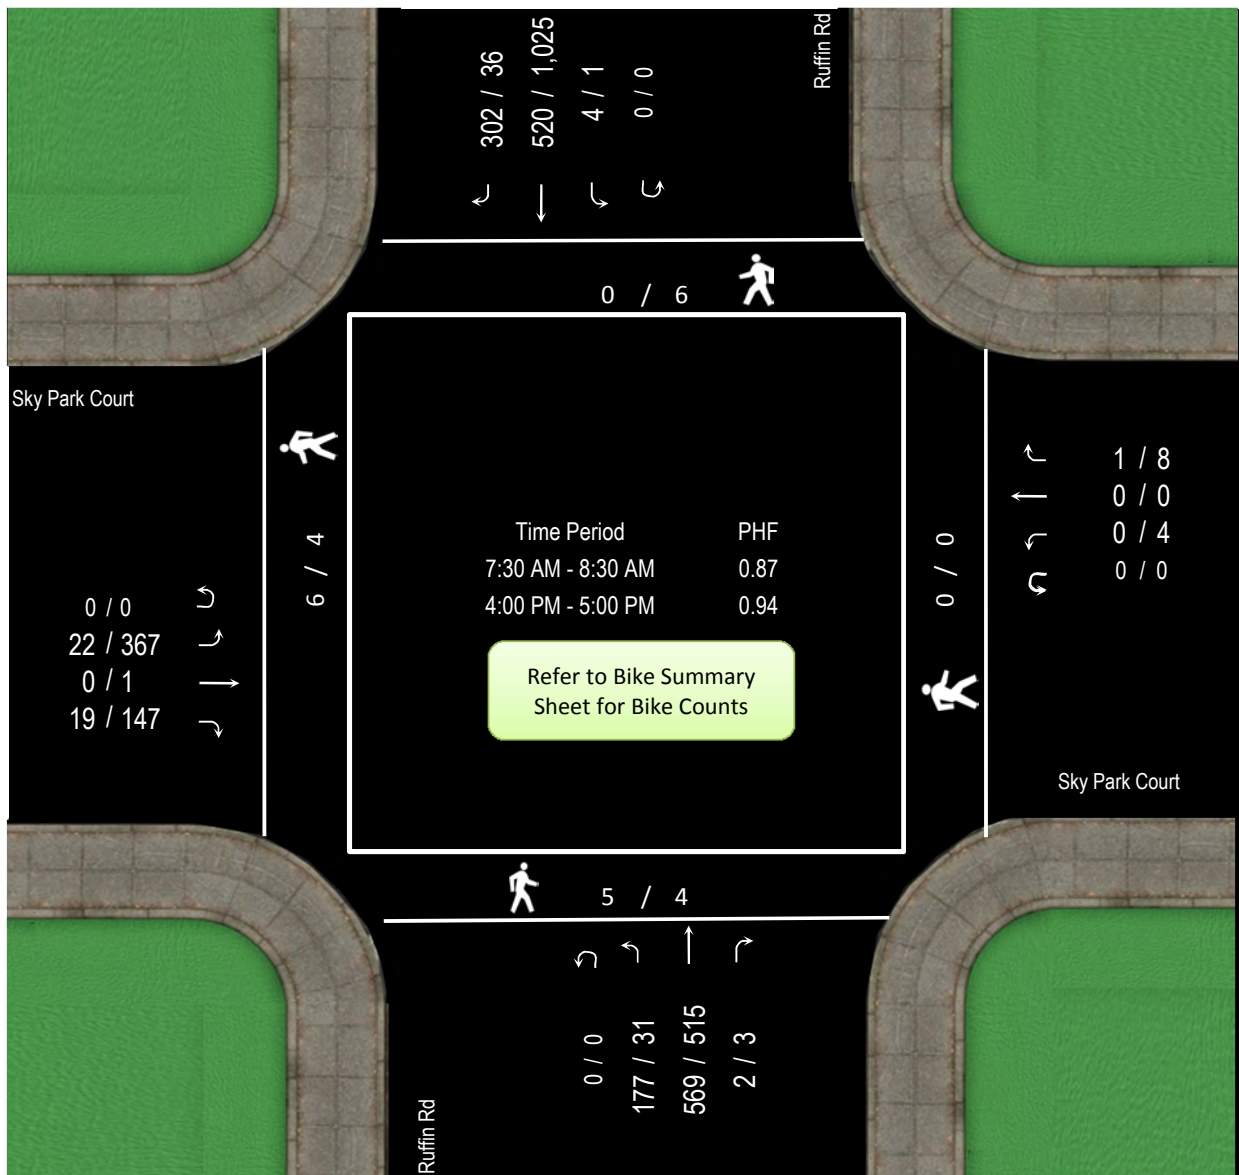 Ruffin Rd
302 / 36
520 / 1,025
4 / 1
0 / 0
0 / 6
Sky Park Court
6 / 4
0 / 0
22 / 367
0 / 1
19 / 147
Time Period PHF
7:30 AM - 8:30 AM 0.87
4:00 PM - 5:00 PM 0.94
Refer to Bike Summary
Sheet for Bike Counts
0 / 0
1 / 8
0 / 0
0 / 4
0 / 0
Sky Park Court
5 / 4
0 / 0
177 / 31
569 / 515
2 / 3
Ruffin Rd